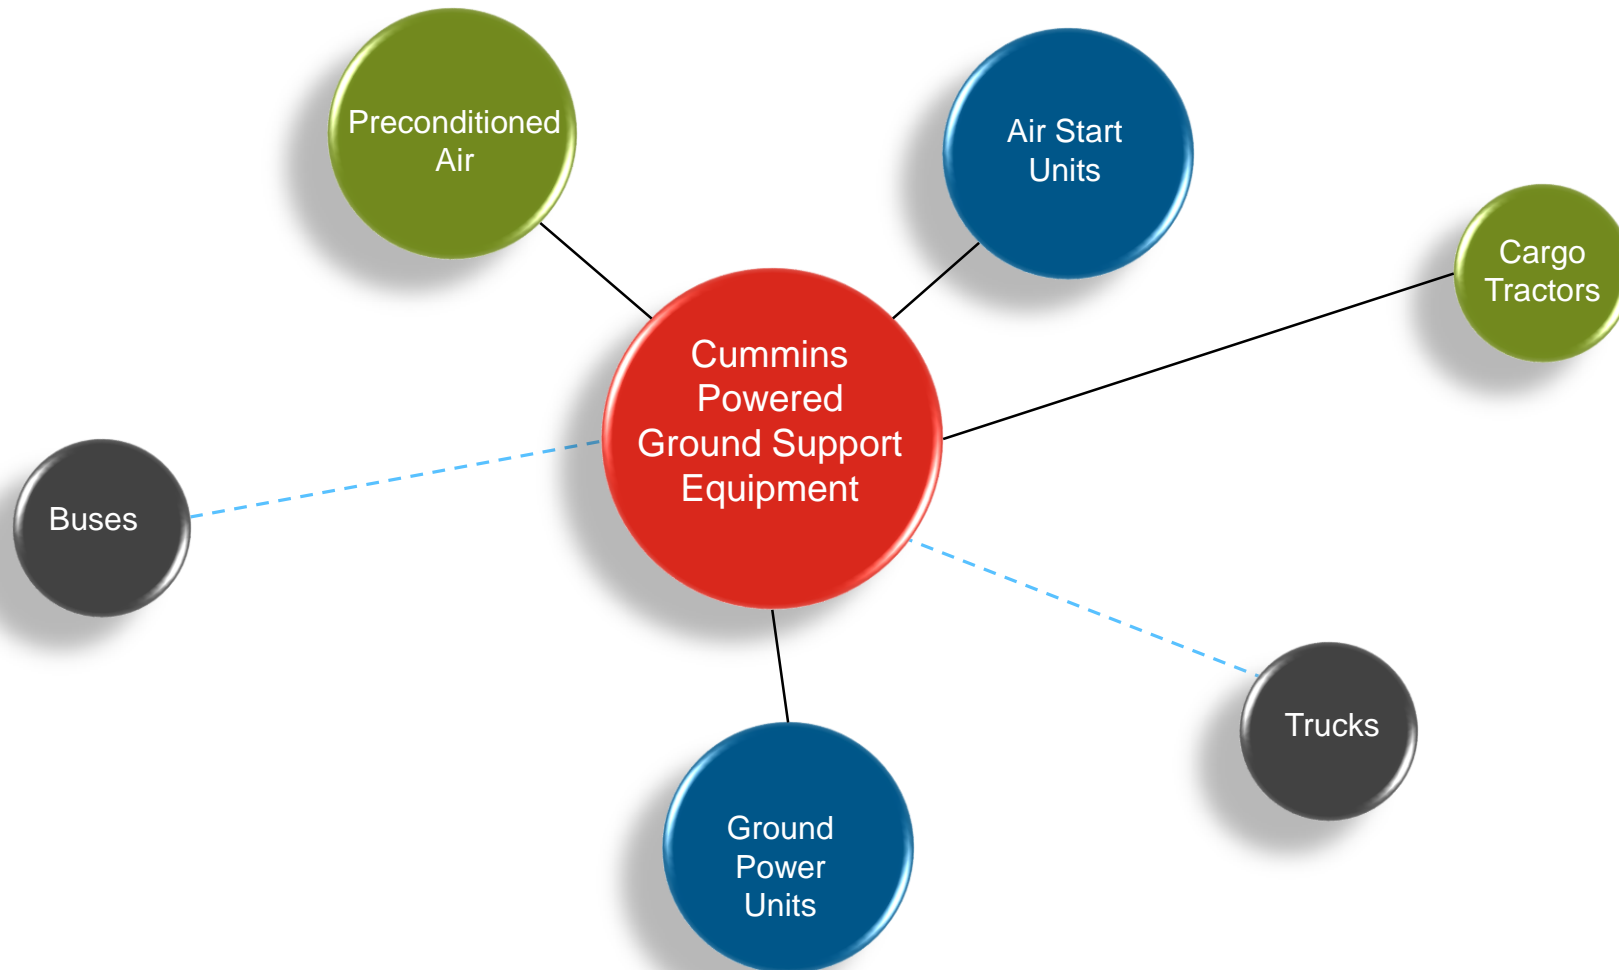 Preconditioned
Air
Air Start
Units
Cargo
Tractors
Cummins
Powered
Ground Support
Equipment
Buses
Trucks
Ground
Power
Units